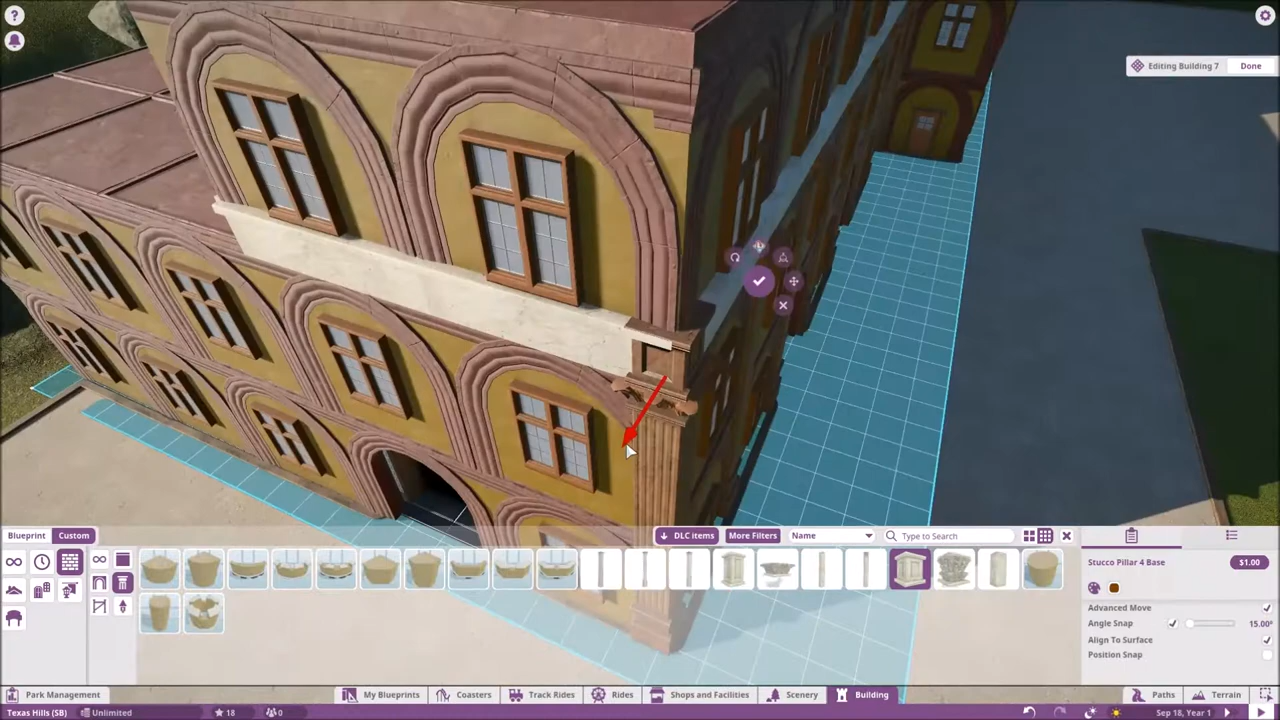 ?
Editing Building 7 Done
Blueprint Custom
DLC items More Filters Name Type to Search
Stucco Pillar 4 Base $1.00
Advanced Move
Angle Snap 15.00°
Align To Surface
Position Snap
Park Management My Blueprints Coasters Track Rides Rides Shops and Facilities Scenery Building Paths Terrain
Texas Hills (SB) Unlimited 18 0 Sep 18, Year 1